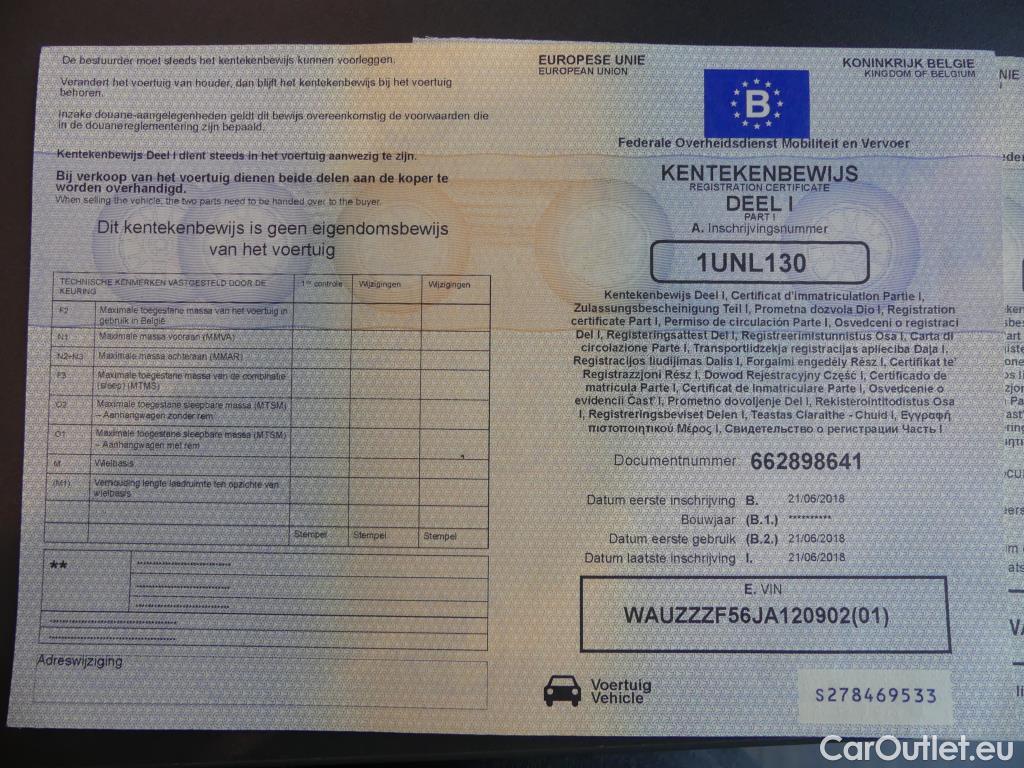 De bestuurder moet steeds het kentekenbewijs kunnen voorleggen.
Verandert het voertuig van houder, dan blijft het kentekenbewijs bij het voertuig
behoren.
Inzake douane-aangelegenheden geldt dit bewijs overeenkomstig de voorwaarden die
in de douanereglementering zijn bepaald.
Kentekenbewijs Deel I dient steeds in het voertuig aanwezig te zijn.
Bij verkoop van het voertuig dienen beide delen aan de koper te
worden overhandigd.
When selling the vehicle, the two parts need to be handed over to the buyer.
Dit kentekenbewijs is geen eigendomsbewijs
van het voertuig
TECHNISCHE KENMERKEN VASTGESTELD DOOR DE
KEURING
1ste controle
Wijzigingen
Wijzigingen
F2 Maximale toegestane massa van het voertuig in
gebruik in België
N1 Maximale massa vooraan (MMVA)
N2+N3 Maximale massa achteraan (MMAR)
F3 Maximale toegestane massa van de combinatie
(sleep) (MTMS)
O2 Maximale toegestane sleepbare massa (MTSM)
– Aanhangwagen zonder rem
O1 Maximale toegestane sleepbare massa (MTSM)
– Aanhangwagen met rem
M Wielbasis
(M1) Verhouding lengte laadruimte ten opzichte van
wielbasis
Stempel Stempel Stempel
**
Adreswijziging
EUROPESE UNIE
EUROPEAN UNION
KONINKRIJK BELGIE
KINGDOM OF BELGIUM
B
Federale Overheidsdienst Mobiliteit en Vervoer
KENTEKENBEWIJS
REGISTRATION CERTIFICATE
DEEL I
PART I
A. Inschrijvingsnummer
1UNL130
Kentekenbewijs Deel I, Certificat d'immatriculation Partie I,
Zulassungsbescheinigung Teil I, Prometna dozvola Dio I, Registration
certificate Part I, Permiso de circulación Parte I, Osvedceni o registraci
Del I, Registeringsattest Del I, Registreerimistunnistus Osa I, Carta di
circolazione Parte I, Transportlidzekļa registracijas aplieciba Daļa I,
Registracijos liudijimas Dalis I, Forgalmi engedély Rész I, Certifikat te'
Registrazzjoni Rész I, Dowod Rejestracyjny Częsć I, Certificado de
matricula Parte I, Certificat de Inmatriculare Parte I, Osvedcenie o
evidencii Cast' I, Prometno dovoljenje Del I, Rekisterointitodistus Osa
I, Registreringsbeviset Delen I, Teastas Claraithe - Chuid I, Εγγραφή
πιστοποιητικού Μέρος I, Свидетельство о регистрации Часть I
Documentnummer 662898641
Datum eerste inschrijving B. 21/06/2018
Bouwjaar (B.1.) **********
Datum eerste gebruik (B.2.) 21/06/2018
Datum laatste inschrijving I. 21/06/2018
E. VIN
WAUZZZF56JA120902(01)
Voertuig
Vehicle
S278469533
CarOutlet.eu